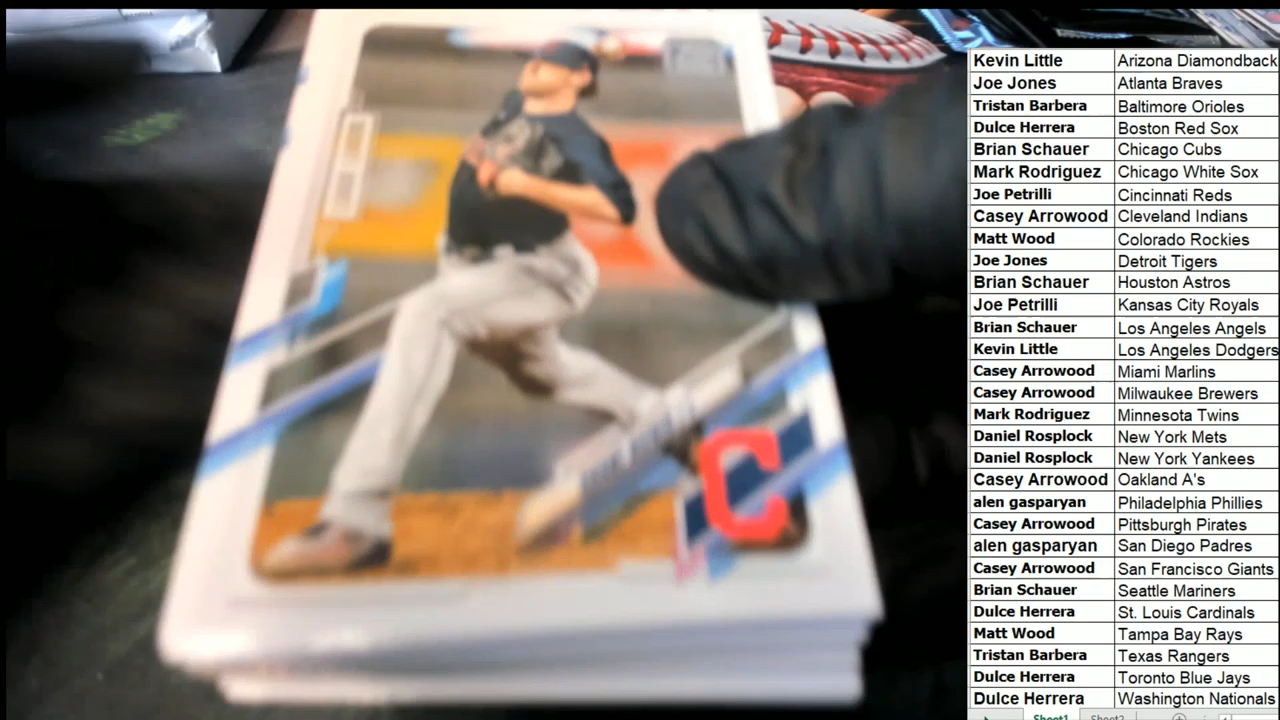 Kevin Little Arizona Diamondback
Joe Jones Atlanta Braves
Tristan Barbera Baltimore Orioles
Dulce Herrera Boston Red Sox
Brian Schauer Chicago Cubs
Mark Rodriguez Chicago White Sox
Joe Petrilli Cincinnati Reds
Casey Arrowood Cleveland Indians
Matt Wood Colorado Rockies
Joe Jones Detroit Tigers
Brian Schauer Houston Astros
Joe Petrilli Kansas City Royals
Brian Schauer Los Angeles Angels
Kevin Little Los Angeles Dodgers
Casey Arrowood Miami Marlins
Casey Arrowood Milwaukee Brewers
Mark Rodriguez Minnesota Twins
Daniel Rosplock New York Mets
Daniel Rosplock New York Yankees
Casey Arrowood Oakland A's
alen gasparyan Philadelphia Phillies
Casey Arrowood Pittsburgh Pirates
alen gasparyan San Diego Padres
Casey Arrowood San Francisco Giants
Brian Schauer Seattle Mariners
Dulce Herrera St. Louis Cardinals
Matt Wood Tampa Bay Rays
Tristan Barbera Texas Rangers
Dulce Herrera Toronto Blue Jays
Dulce Herrera Washington Nationals
Sheet1 Sheet2
C